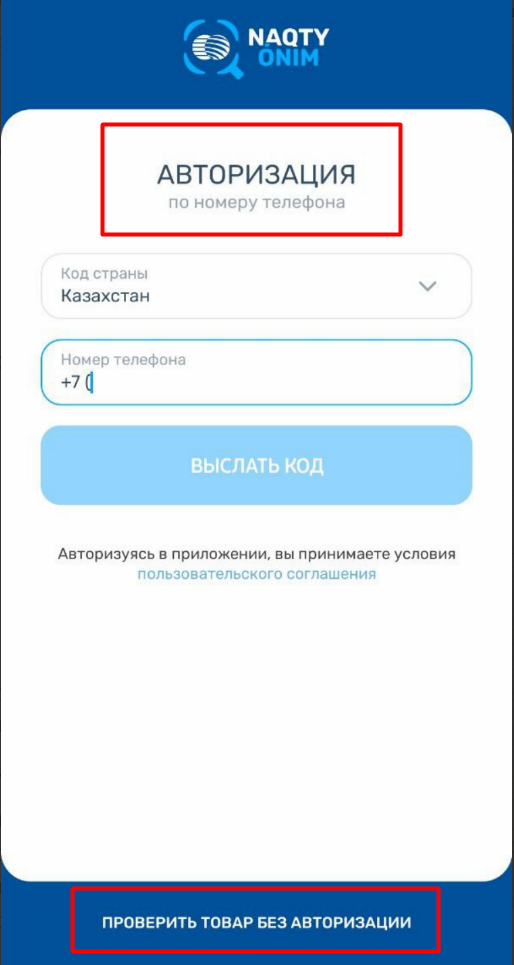 NAQTY
ÓNIM
АВТОРИЗАЦИЯ
по номеру телефона
Код страны
Казахстан
Номер телефона
+7 (
ВЫСЛАТЬ КОД
Авторизуясь в приложении, вы принимаете условия
пользовательского соглашения
ПРОВЕРИТЬ ТОВАР БЕЗ АВТОРИЗАЦИИ